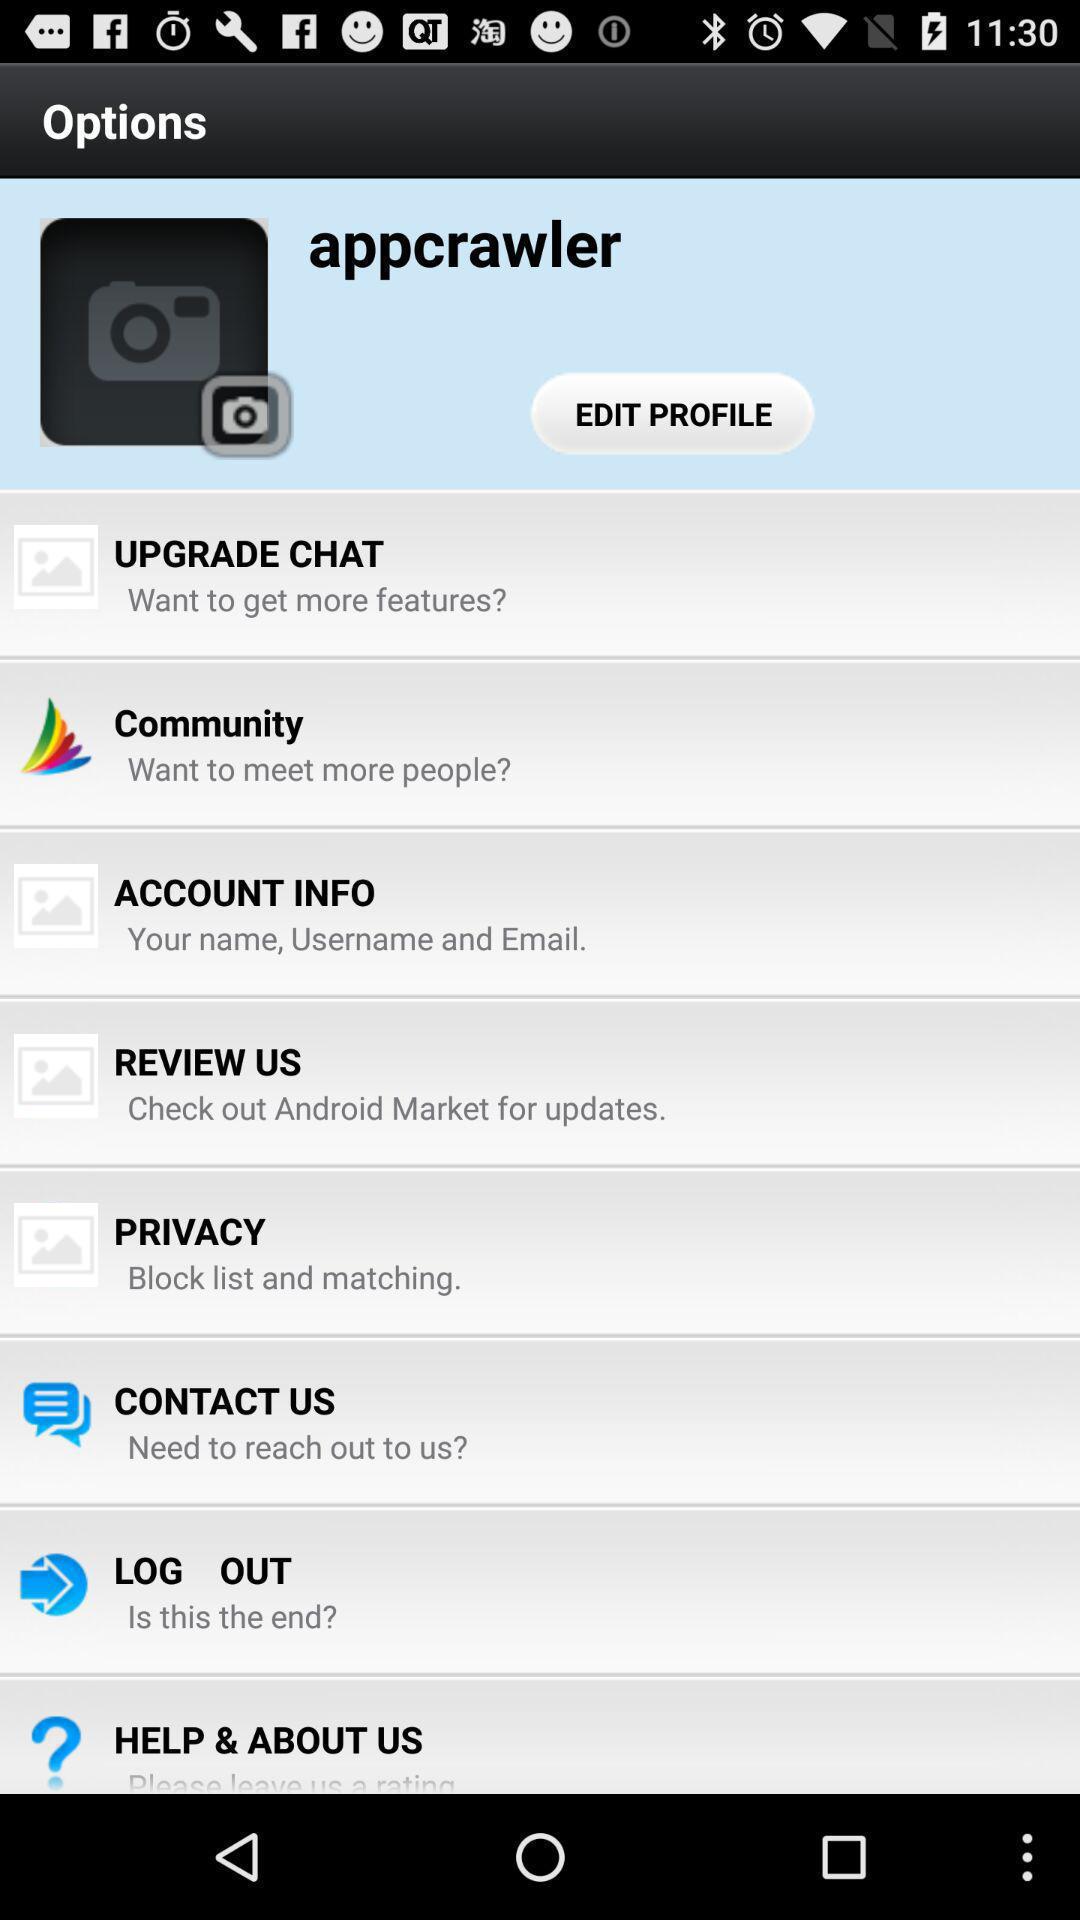 QT 淘 11:30
Options
appcrawler
EDIT PROFILE
UPGRADE CHAT
Want to get more features?
Community
Want to meet more people?
ACCOUNT INFO
Your name, Username and Email.
REVIEW US
Check out Android Market for updates.
PRIVACY
Block list and matching.
CONTACT US
Need to reach out to us?
LOG OUT
Is this the end?
HELP & ABOUT US
Please leave us a rating